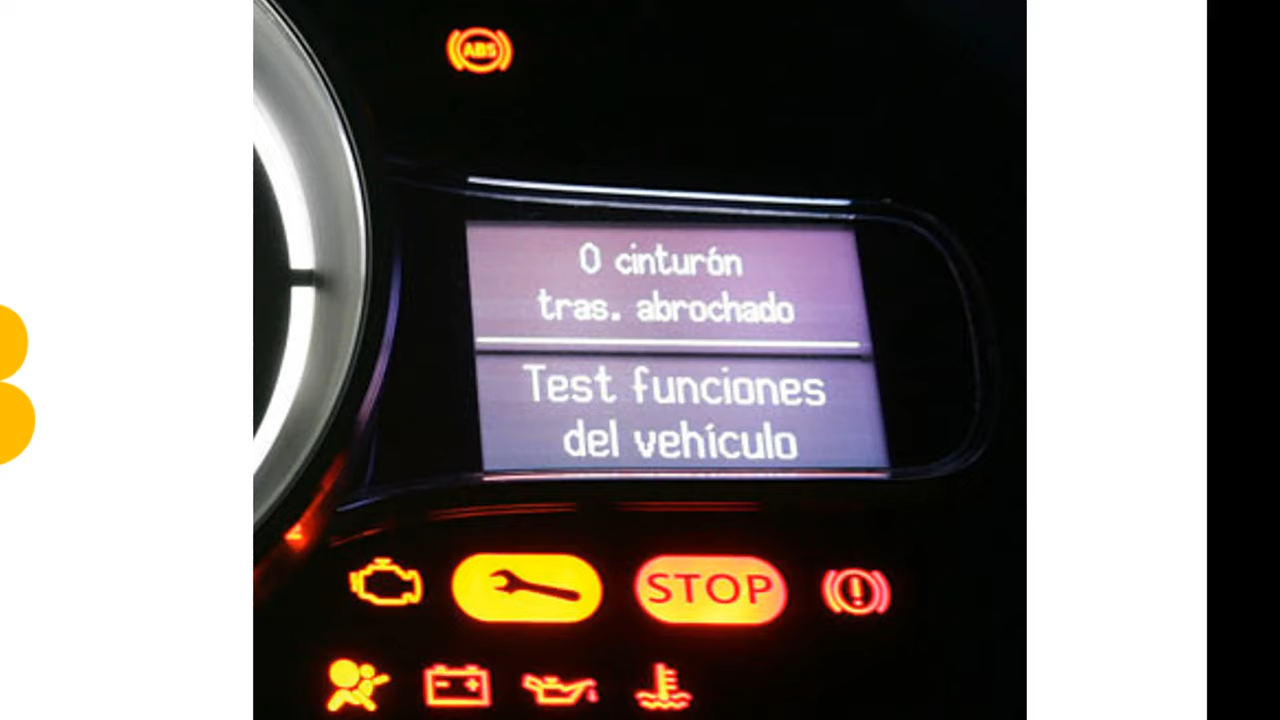 ABS
0 cinturón
tras. abrochado
Test funciones
del vehículo
STOP